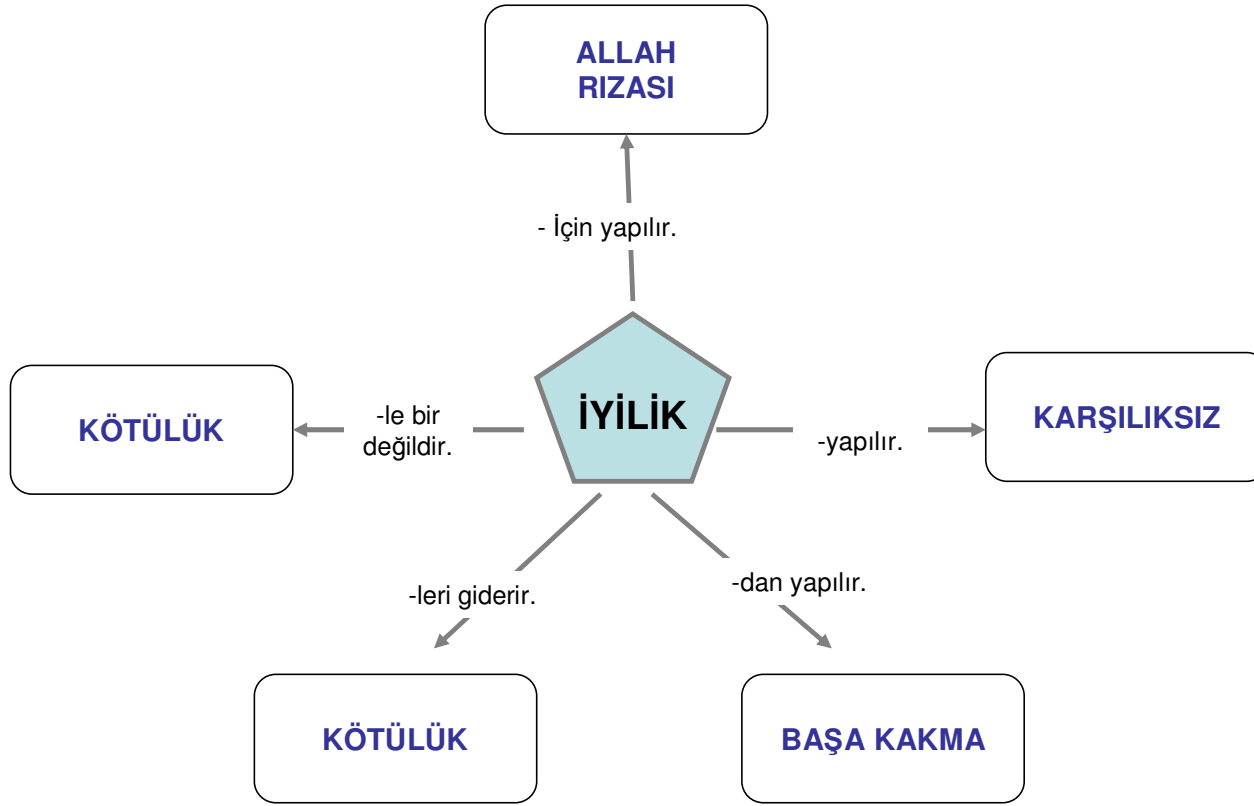 ALLAH
RIZASI
- İçin yapılır.
KÖTÜLÜK
-le bir
değildir.
İYİLİK
-yapılır.
KARŞILIKSIZ
-leri giderir.
-dan yapılır.
KÖTÜLÜK
BAŞA KAKMA